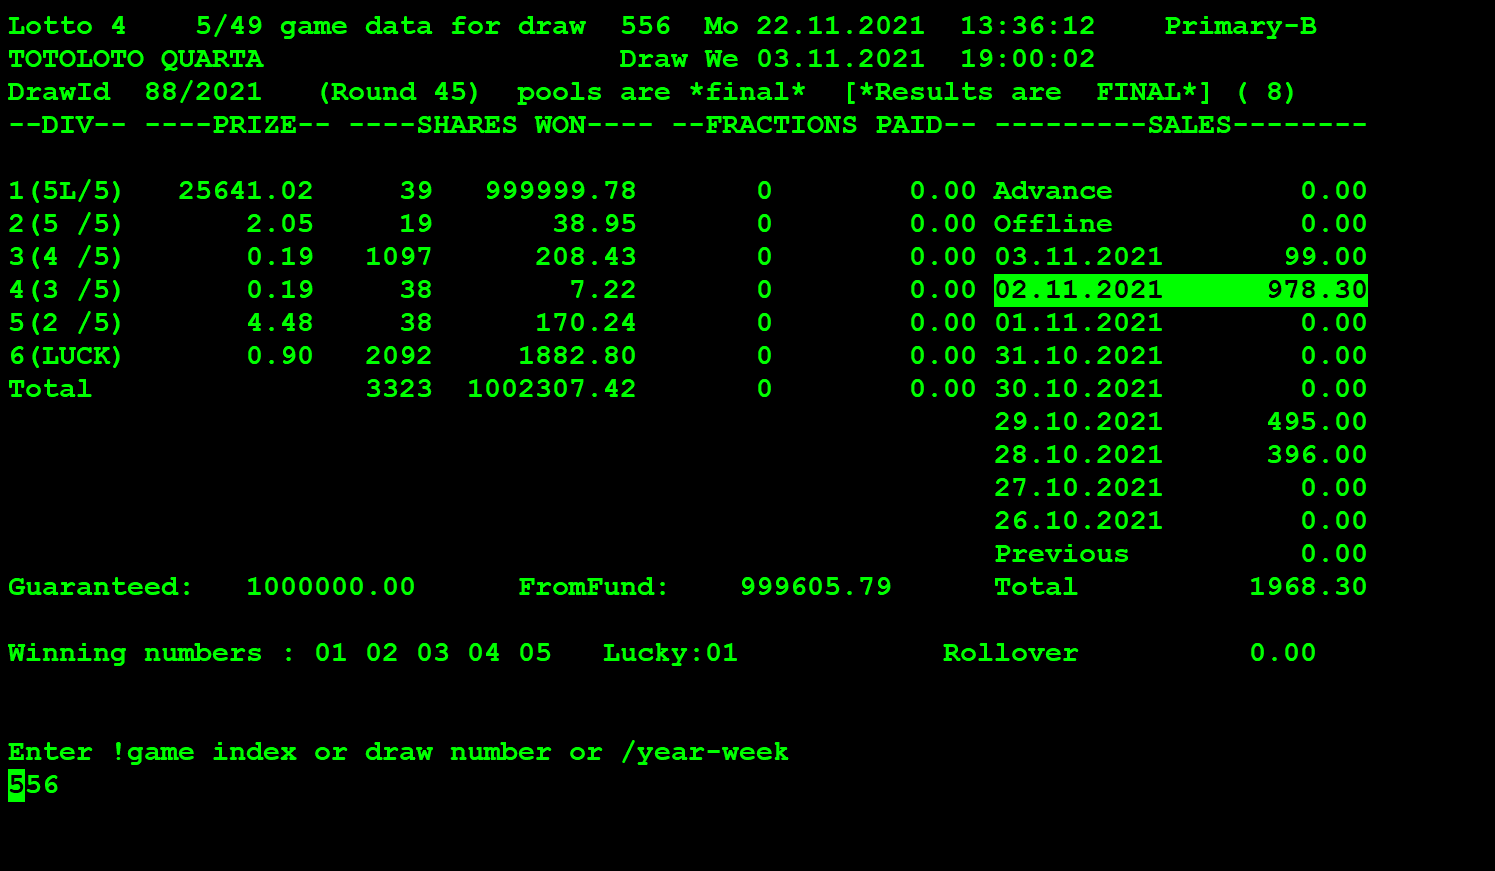 Lotto 4    5/49 game data for draw  556  Mo 22.11.2021  13:36:12    Primary-B
TOTOLOTO QUARTA                     Draw We 03.11.2021  19:00:02
DrawId  88/2021   (Round 45)  pools are *final*  [*Results are  FINAL*] ( 8)
--DIV-- ----PRIZE-- ----SHARES WON---- --FRACTIONS PAID-- ---------SALES--------
1(5L/5)   25641.02     39   999999.78       0        0.00 Advance           0.00
2(5 /5)       2.05     19       38.95       0        0.00 Offline           0.00
3(4 /5)       0.19   1097      208.43       0        0.00 03.11.2021       99.00
4(3 /5)       0.19     38        7.22       0        0.00 02.11.2021      978.30
5(2 /5)       4.48     38      170.24       0        0.00 01.11.2021        0.00
6(LUCK)       0.90   2092     1882.80       0        0.00 31.10.2021        0.00
Total                3323  1002307.42       0        0.00 30.10.2021        0.00
29.10.2021      495.00
28.10.2021      396.00
27.10.2021        0.00
26.10.2021        0.00
Previous          0.00
Guaranteed:   1000000.00      FromFund:    999605.79      Total          1968.30
Winning numbers : 01 02 03 04 05   Lucky:01            Rollover          0.00
Enter !game index or draw number or /year-week
556